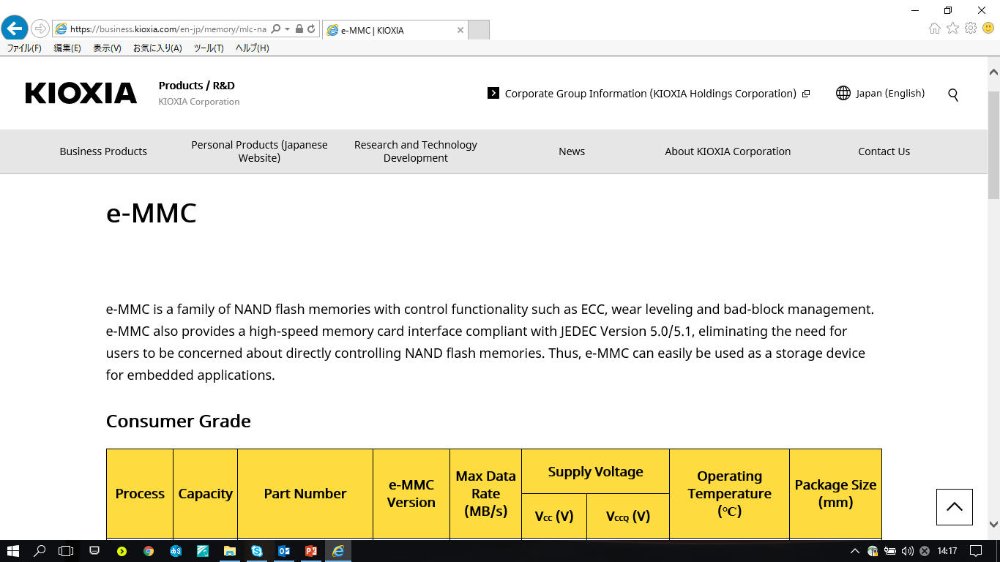 https://business.kioxia.com/en-jp/memory/mlc-na
e-MMC | KIOXIA
ファイル(F) 編集(E) 表示(V) お気に入り(A) ツール(T) ヘルプ(H)
KIOXIA
Products / R&D
KIOXIA Corporation
Corporate Group Information (KIOXIA Holdings Corporation)
Japan (English)
Business Products
Personal Products (Japanese
Website)
Research and Technology
Development
News
About KIOXIA Corporation
Contact Us
e-MMC
e-MMC is a family of NAND flash memories with control functionality such as ECC, wear leveling and bad-block management.
e-MMC also provides a high-speed memory card interface compliant with JEDEC Version 5.0/5.1, eliminating the need for
users to be concerned about directly controlling NAND flash memories. Thus, e-MMC can easily be used as a storage device
for embedded applications.
Consumer Grade
Process
Capacity
Part Number
e-MMC
Version
Max Data
Rate
(MB/s)
Supply Voltage
Vcc (V)
VccQ (V)
Operating
Temperature
(℃)
Package Size
(mm)
14:17